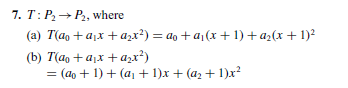 7. T: P₂ → P₂, where
(a) T(a₀ + a₁x + a₂x²) = a₀ + a₁(x + 1) + a₂(x + 1)²
(b) T(a₀ + a₁x + a₂x²)
= (a₀ + 1) + (a₁ + 1)x + (a₂ + 1)x²